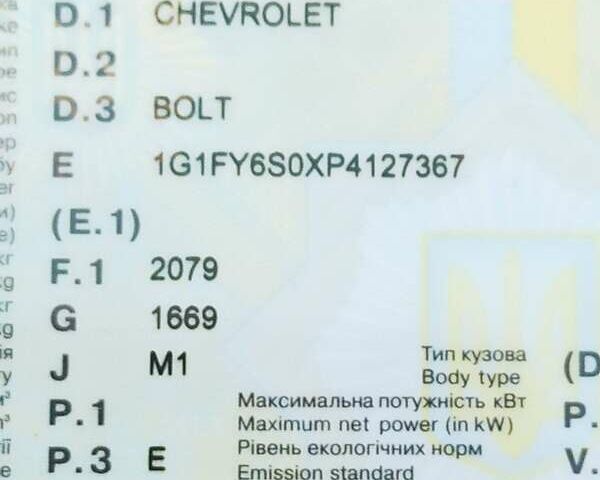 D.1 CHEVROLET
D.2
D.3 BOLT
E 1G1FY6S0XP4127367
(E.1)
F.1 2079
G 1669
J M1
Тип кузова
Body type
(D
P.1
Максимальна потужність кВт
Maximum net power (in kW)
P.
P.3 E
Рівень екологічних норм
Emission standard
V.